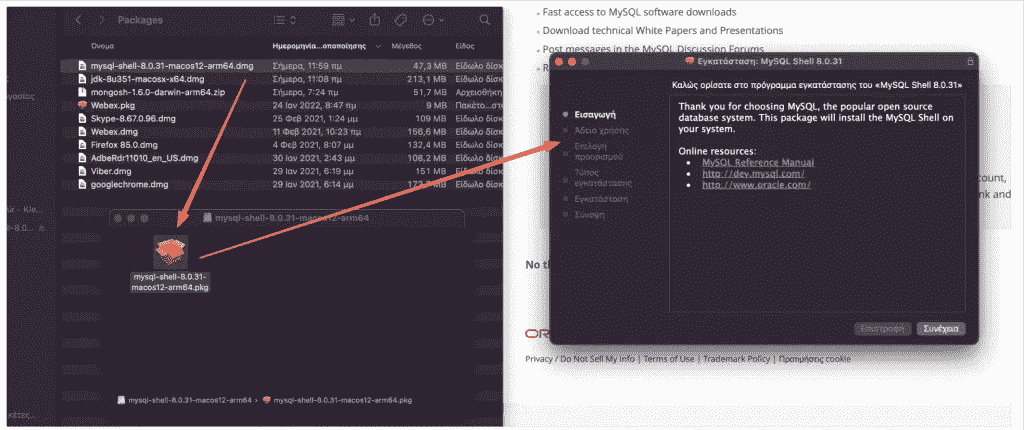 Packages
Όνομα Ημερομηνία...οποίησης Μέγεθος Είδος
mysql-shell-8.0.31-macos12-arm64.dmg Σήμερα, 11:59 πμ 47,3 MB Είδωλο δίσκ
jdk-8u351-macosx-x64.dmg Σήμερα, 11:08 πμ 213,1 MB Είδωλο δίσκ
mongosh-1.6.0-darwin-arm64.zip Σήμερα, 7:24 πμ 51,7 MB Αρχειοθήκη
Webex.pkg 24 Ιαν 2022, 8:47 πμ 9 MB Πακέτο...στ
Skype-8.67.0.96.dmg 25 Φεβ 2021, 1:24 μμ 109 MB Είδωλο δίσκ
Webex.dmg 11 Φεβ 2021, 10:23 πμ 156,6 MB Είδωλο δίσκ
Firefox 85.0.dmg 4 Φεβ 2021, 8:07 μμ 132,4 MB Είδωλο δίσκ
AdbeRdr11010_en_US.dmg 30 Ιαν 2021, 2:43 μμ 108,2 MB Είδωλο δίσκ
Viber.dmg 29 Ιαν 2021, 6:19 μμ 151 MB Είδωλο δίσκ
googlechrome.dmg 29 Ιαν 2021, 6:14 μμ MB Είδωλο δίσκ
mysql-shell-8.0.31-macos12-arm64
mysql-shell-8.0.31-
macos12-arm64.pkg
mysql-shell-8.0.31-macos12-arm64 › mysql-shell-8.0.31-macos12-arm64.pkg
Fast access to MySQL software downloads
Download technical White Papers and Presentations
Post messages in the MySQL Discussion Forums
Εγκατάσταση: MySQL Shell 8.0.31
Καλώς ορίσατε στο πρόγραμμα εγκατάστασης του «MySQL Shell 8.0.31»
Εισαγωγή
Άδεια χρήσης
Επιλογή
προορισμού
Τύπος
εγκατάστασης
Εγκατάσταση
Σύνοψη
Thank you for choosing MySQL, the popular open source
database system. This package will install the MySQL Shell on
your system.
Online resources:
MySQL Reference Manual
http://dev.mysql.com/
http://www.oracle.com/
Επιστροφή Συνέχεια
count,
nk and
No th
Privacy / Do Not Sell My Info | Terms of Use | Trademark Policy | Προτιμήσεις cookie